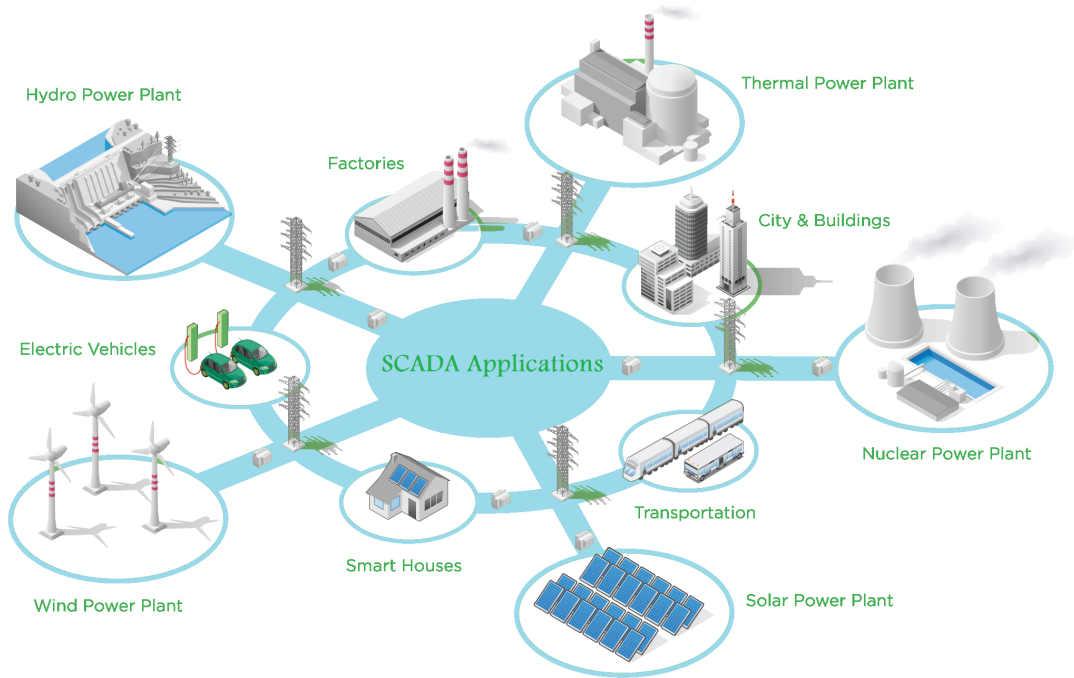 Thermal Power Plant
Hydro Power Plant
Factories
City & Buildings
Electric Vehicles
SCADA Applications
Nuclear Power Plant
Transportation
Smart Houses
Wind Power Plant
Solar Power Plant